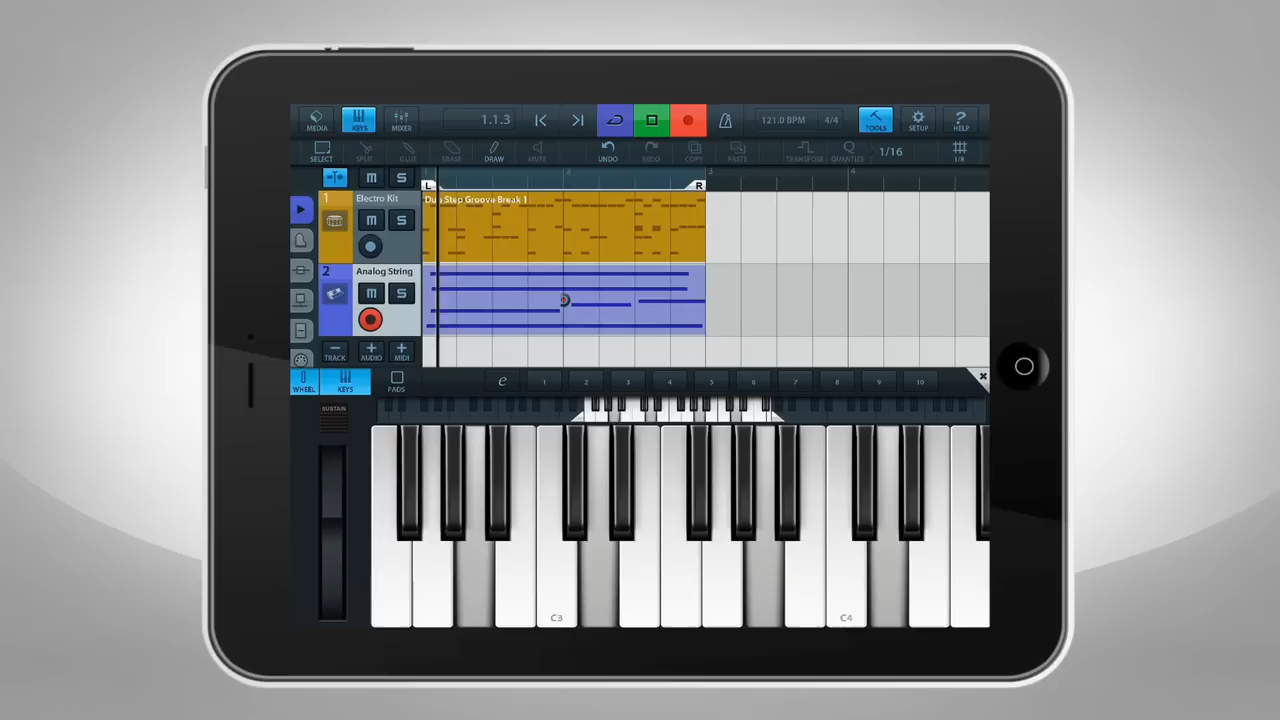 MEDIA
KEYS
MIXER
1.1.3
121.0 BPM
4/4
TOOLS
SETUP
HELP
SELECT
SPLIT
GLUE
ERASE
DRAW
MUTE
UNDO
REDO
COPY
PASTE
TRANSPOSE
QUANTIZE
1/16
1/8
M
S
1
2
3
4
L
R
1
Electro Kit
M
S
Dub Step Groove Break 1
2
Analog String
M
S
TRACK
AUDIO
MIDI
WHEEL
KEYS
PADS
e
1
2
3
4
5
6
7
8
9
10
SUSTAIN
C3
C4